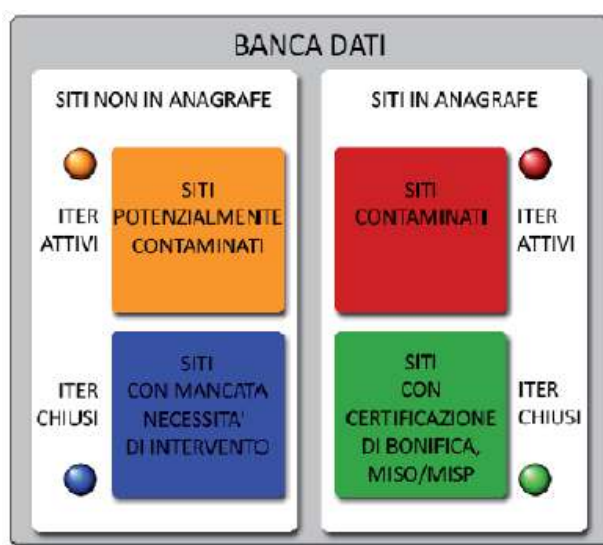 BANCA DATI
SITI NON IN ANAGRAFE
ITER
ATTIVI
SITI
POTENZIALMENTE
CONTAMINATI
ITER
CHIUSI
SITI
CON MANCATA
NECESSITA'
DI INTERVENTO
SITI IN ANAGRAFE
SITI
CONTAMINATI
ITER
ATTIVI
SITI
CON
CERTIFICAZIONE
DI BONIFICA,
MISO/MISP
ITER
CHIUSI